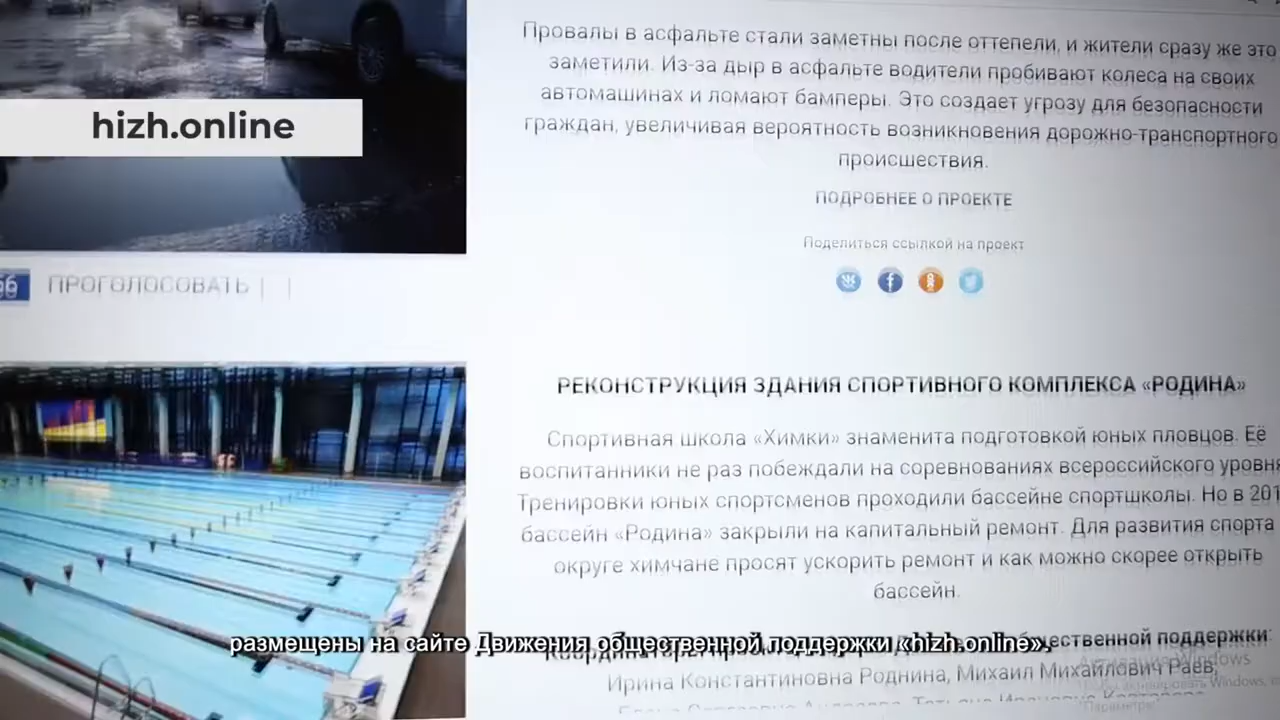 Провалы в асфальте стали заметны после оттепели, и жители сразу же это
заметили. Из-за дыр в асфальте водители пробивают колеса на своих
автомашинах и ломают бамперы. Это создает угрозу для безопасности
граждан, увеличивая вероятность возникновения дорожно-транспортного
происшествия.
hizh.online
ПОДРОБНЕЕ О ПРОЕКТЕ
Поделиться ссылкой на проект
ПРОГОЛОСОВАТЬ
РЕКОНСТРУКЦИЯ ЗДАНИЯ СПОРТИВНОГО КОМПЛЕКСА «РОДИНА»
Спортивная школа «Химки» знаменита подготовкой юных пловцов. Её
воспитанники не раз побеждали на соревнованиях всероссийского уровня
Тренировки юных спортсменов проходили бассейне спортшколы. Но в 201
бассейн «Родина» закрыли на капитальный ремонт. Для развития спорта
округе химчане просят ускорить ремонт и как можно скорее открыть
бассейн.
общественной поддержки:
размещены на сайте Движения общественной поддержки «hizh.online».
Ирина Константиновна Роднина, Михаил Михайлович Раев,